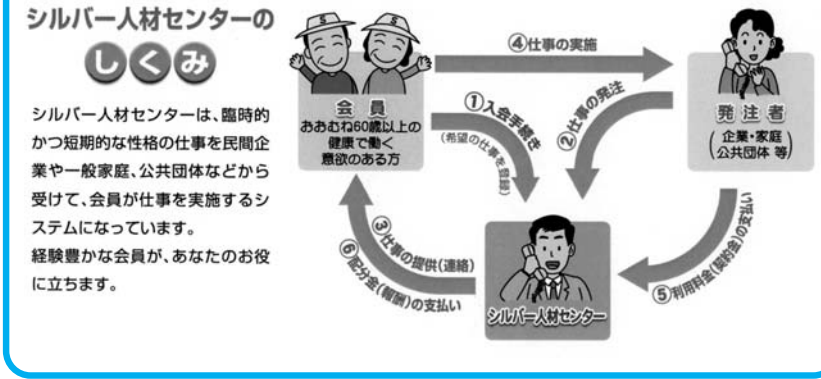 シルバー人材センターの
しくみ
シルバー人材センターは、臨時的
かつ短期的な性格の仕事を民間企
業や一般家庭、公共団体などから
受けて、会員が仕事を実施するシ
ステムになっています。
経験豊かな会員が、あなたのお役
に立ちます。
S
S
会員
おおむね60歳以上の
健康で働く
意欲のある方
④仕事の実施
発注者
(企業・家庭
公共団体 等)
①入会手続き
(希望の仕事を登録)
②仕事の発注
③仕事の提供(連絡)
⑥配分金(報酬)の支払い
⑤利用料金(契約金)の支払い
シルバー人材センター